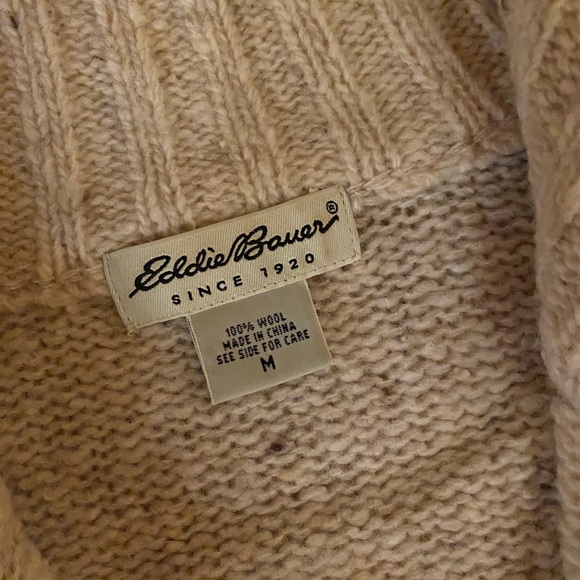 Eddie Bauer®
SINCE 1920
100% WOOL
MADE IN CHINA
SEE SIDE FOR CARE
M